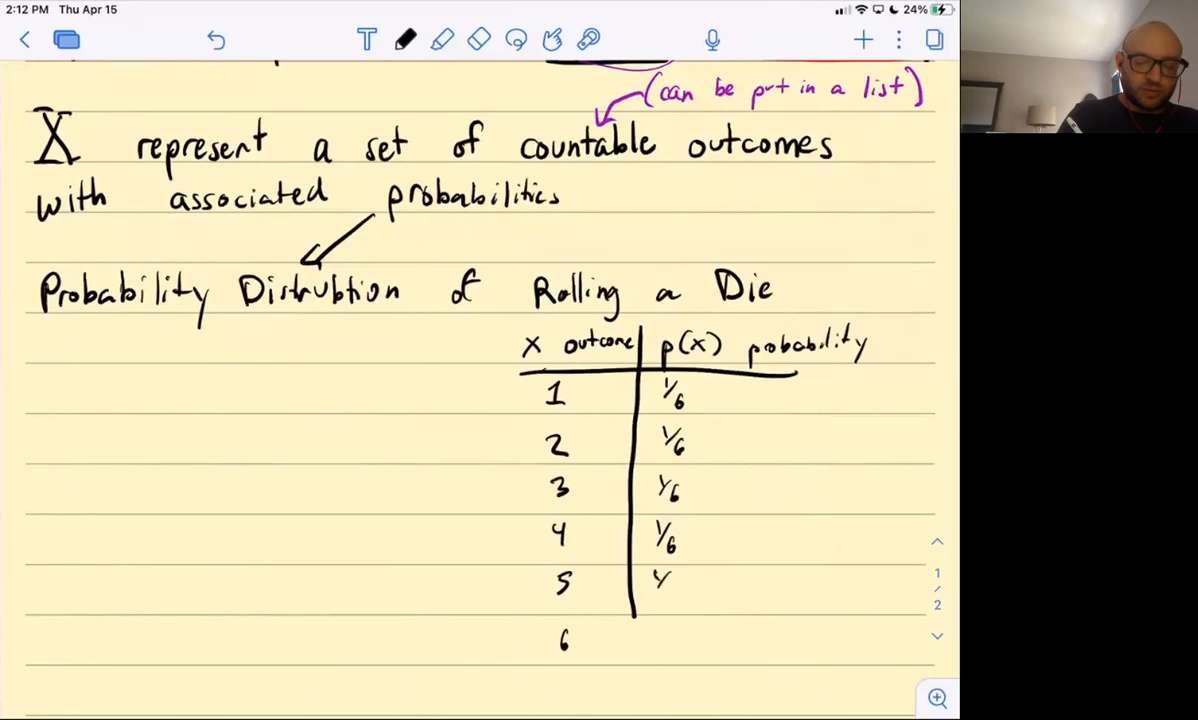 2:12 PM Thu Apr 15
24%
(can be put in a list)
X represent a set of countable outcomes
with associated probabilities
Probability Distrubtion of Rolling a Die
x outcome p(x) probability
1 1/6
2 1/6
3 1/6
4 1/6
5
6
1
/
2